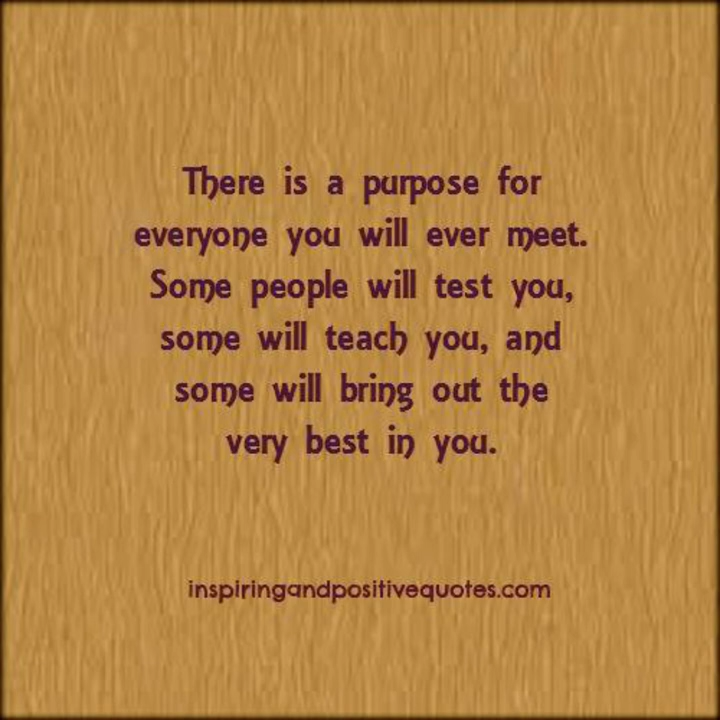 There is a purpose for
everyone you will ever meet.
Some people will test you,
some will teach you, and
some will bring out the
very best in you.
inspiringandpositivequotes.com